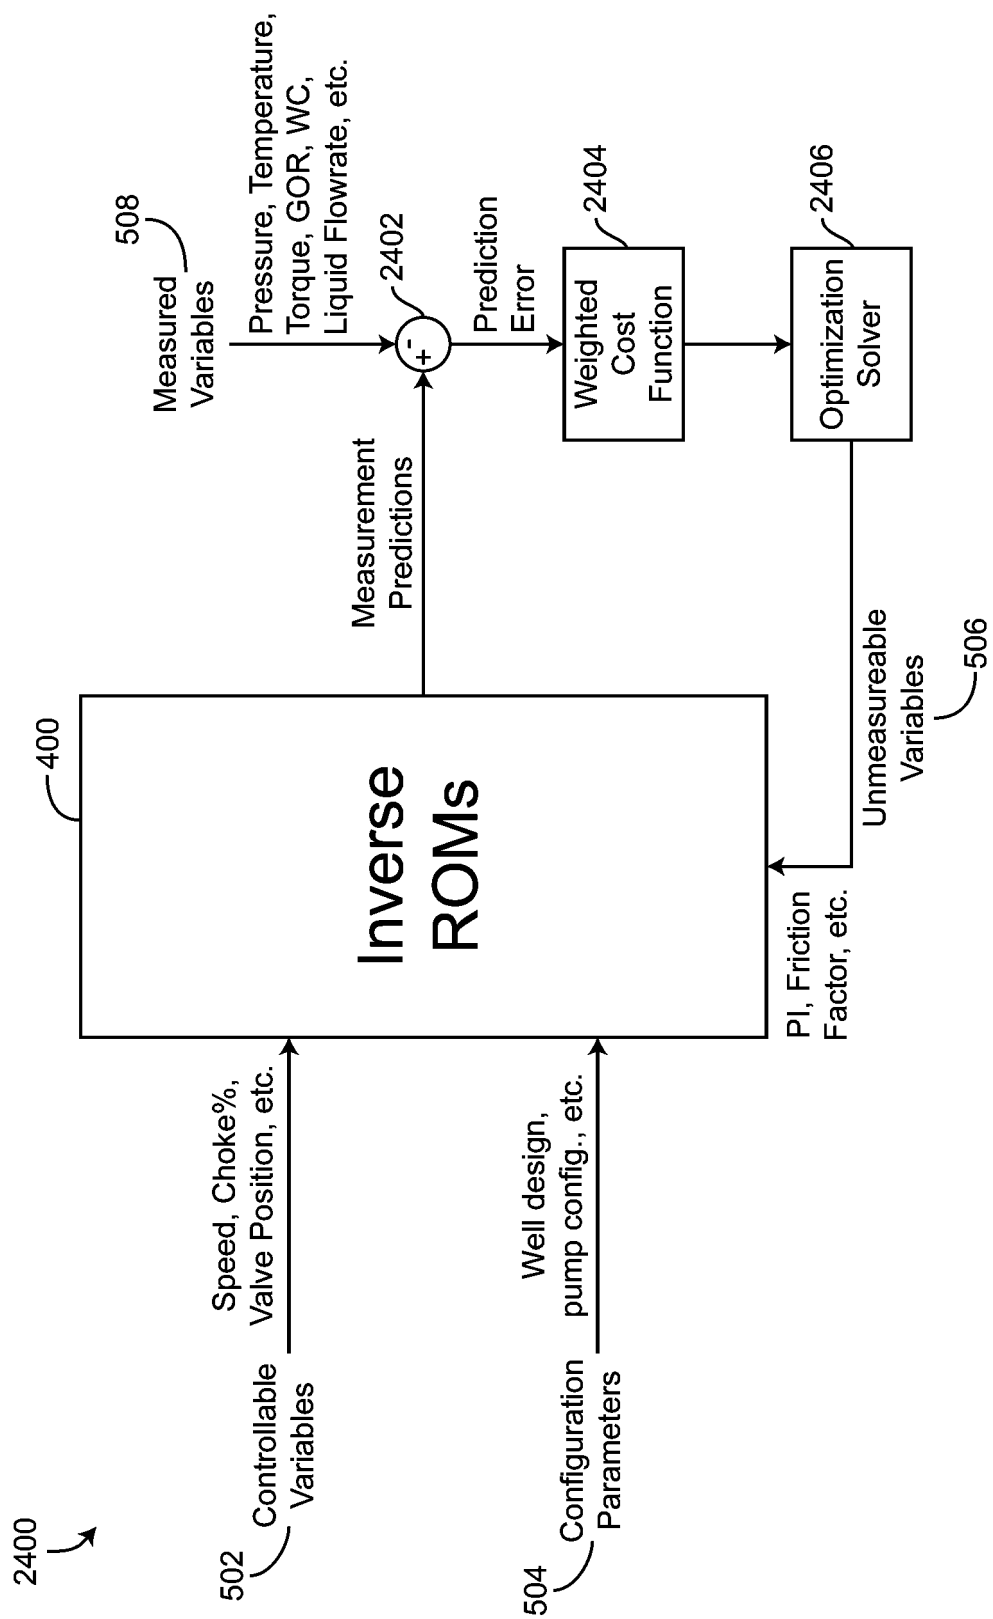 2400
502
Controllable
Variables
Speed, Choke%,
Valve Position, etc.
504
Configuration
Parameters
Well design,
pump config., etc.
400
Inverse
ROMs
Measurement
Predictions
508
Measured
Variables
Pressure, Temperature,
Torque, GOR, WC,
Liquid Flowrate, etc.
2402
+
-
Prediction
Error
2404
Weighted
Cost
Function
2406
Optimization
Solver
Unmeasureable
Variables
506
PI, Friction
Factor, etc.